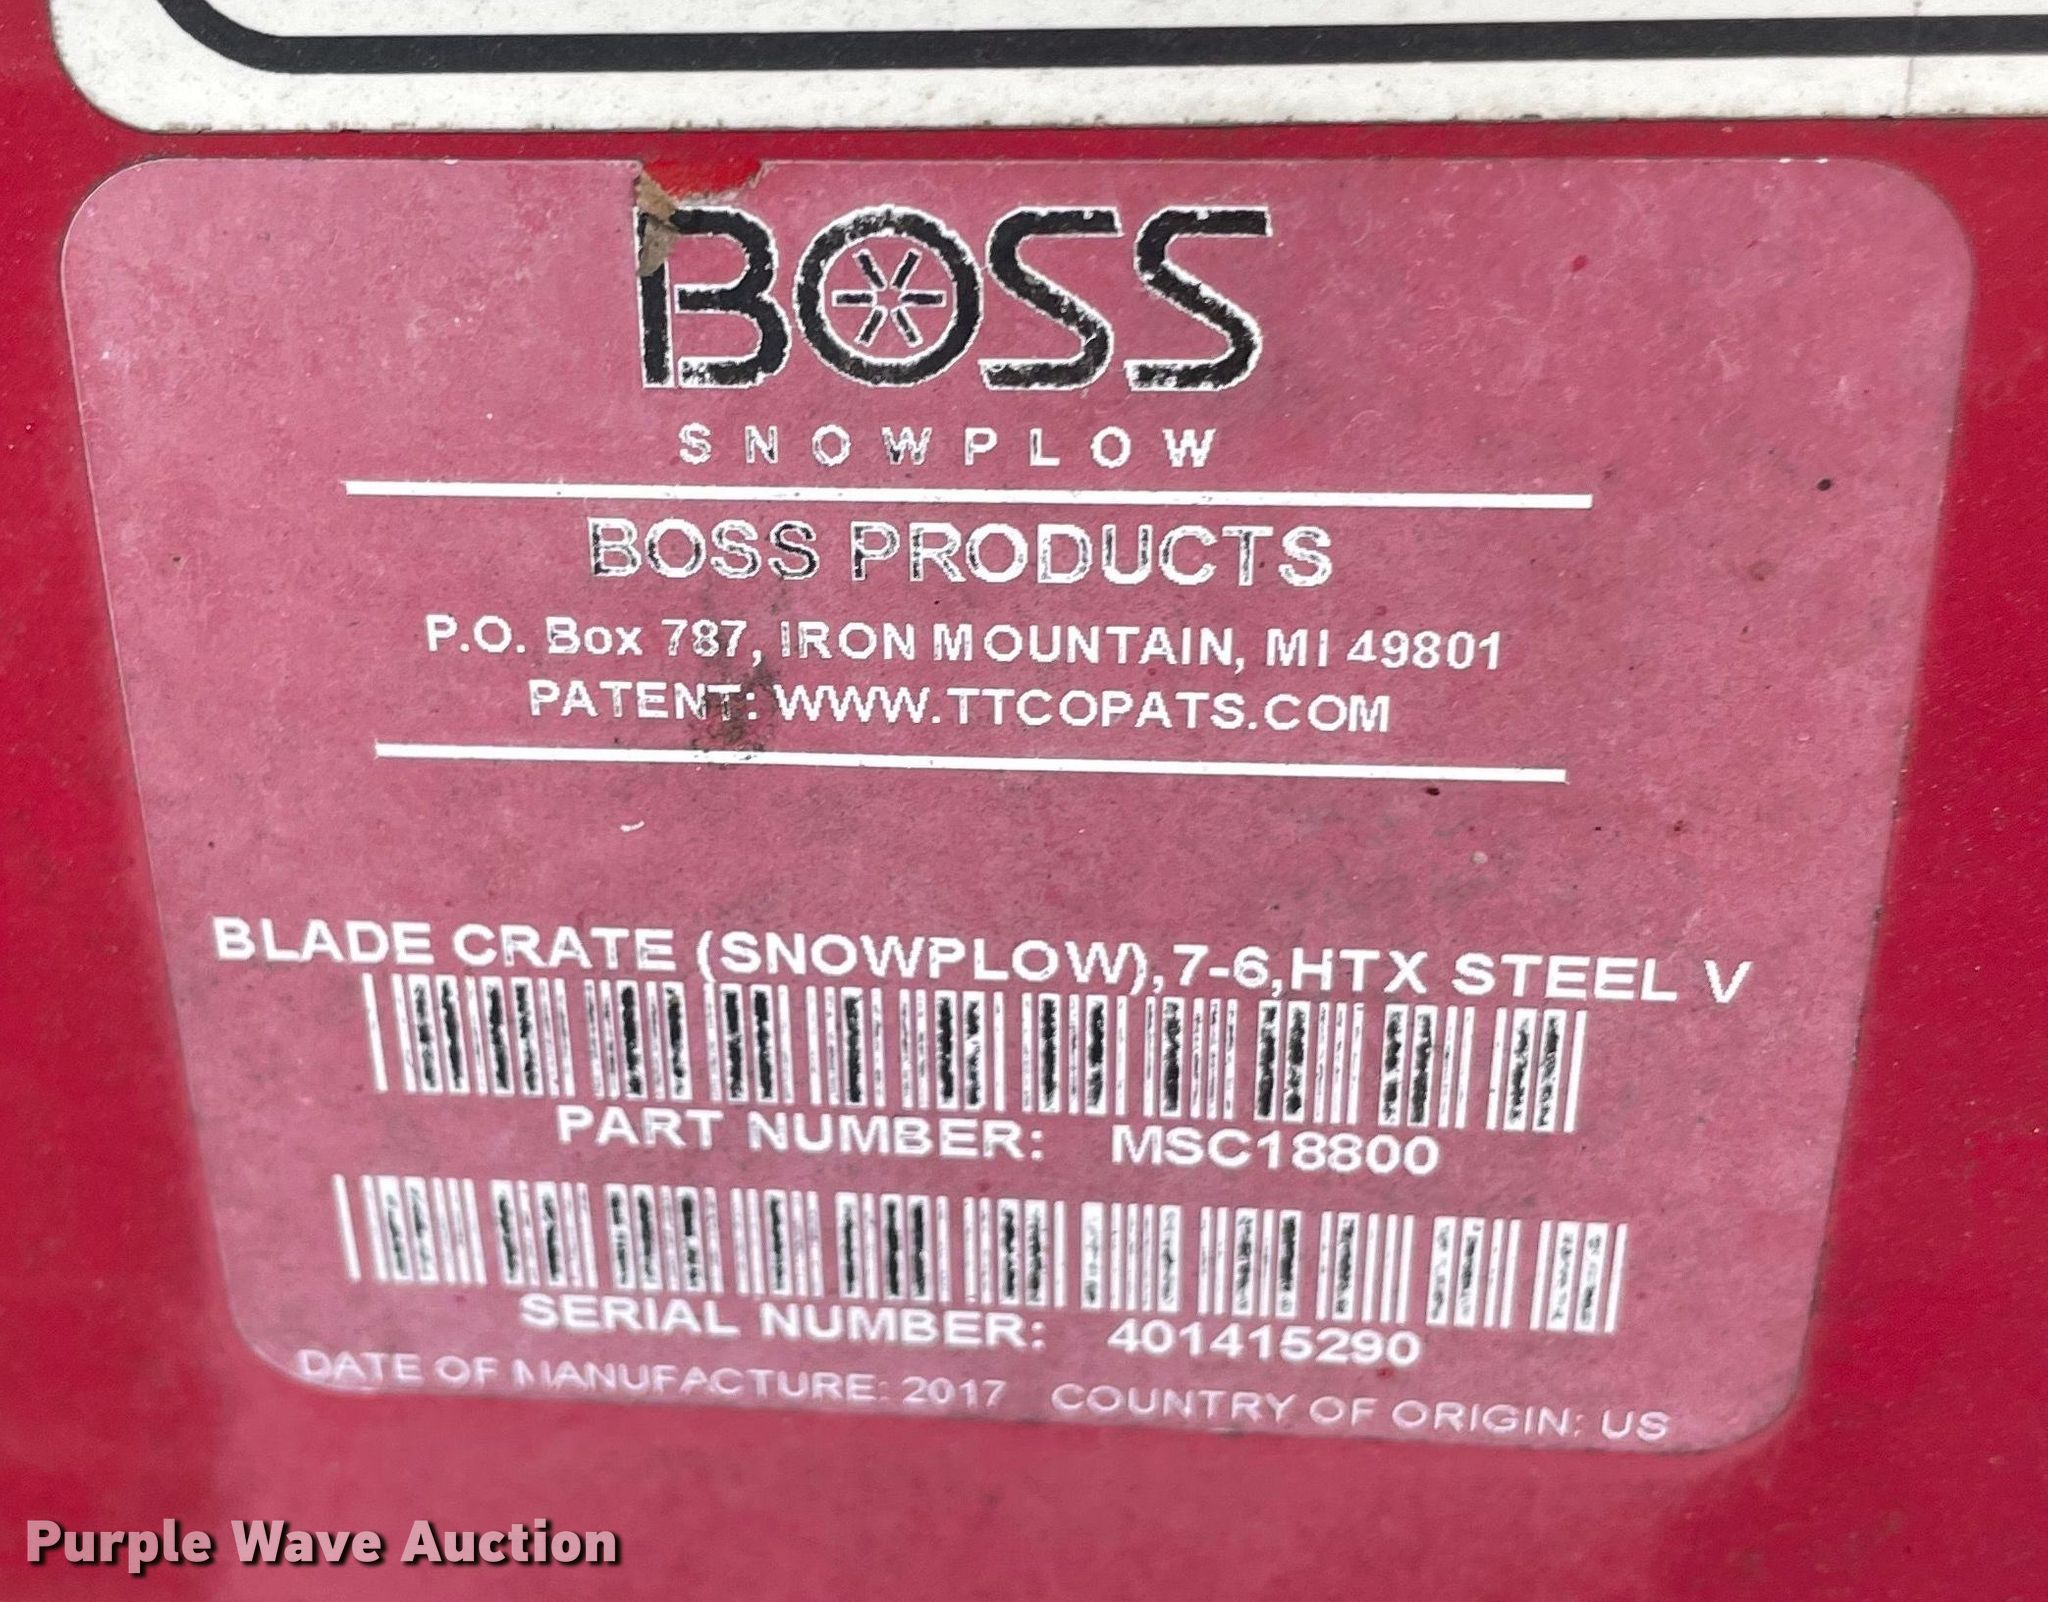 BOSS
SNOWPLOW
BOSS PRODUCTS
P.O. Box 787, IRON MOUNTAIN, MI 49801
PATENT: WWW.TTCOPATS.COM
BLADE CRATE (SNOWPLOW),7-6,HTX STEEL V
PART NUMBER: MSC18800
SERIAL NUMBER: 401415290
DATE OF MANUFACTURE: 2017 COUNTRY OF ORIGIN: US
Purple Wave Auction